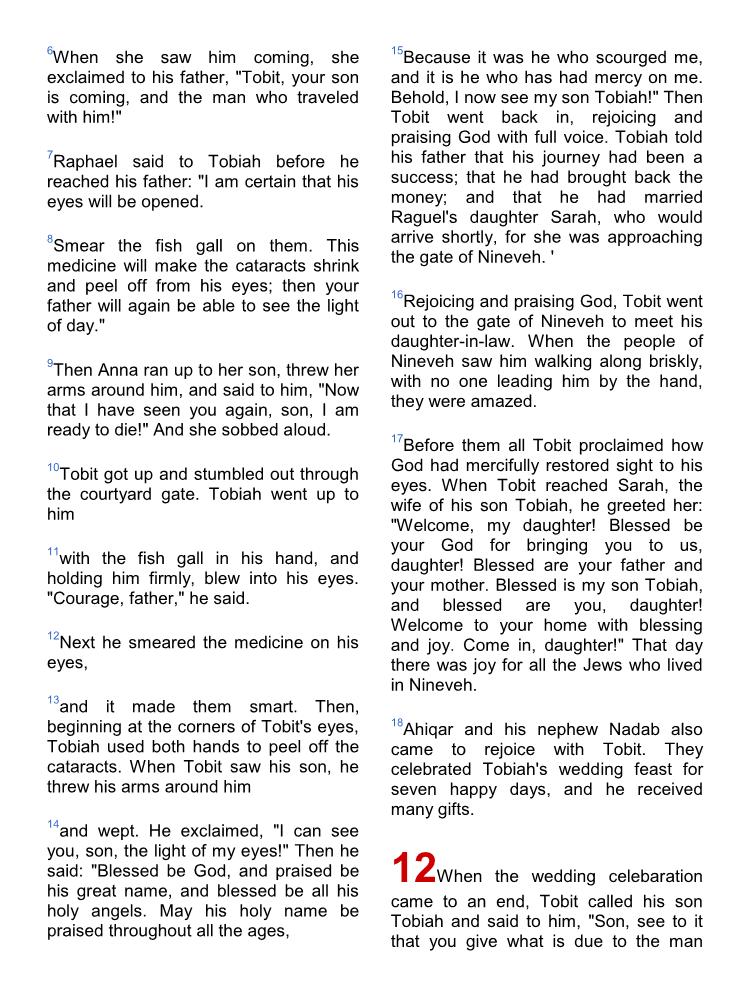 6When she saw him coming, she
exclaimed to his father, "Tobit, your son
is coming, and the man who traveled
with him!"
7Raphael said to Tobiah before he
reached his father: "I am certain that his
eyes will be opened.
8Smear the fish gall on them. This
medicine will make the cataracts shrink
and peel off from his eyes; then your
father will again be able to see the light
of day."
9Then Anna ran up to her son, threw her
arms around him, and said to him, "Now
that I have seen you again, son, I am
ready to die!" And she sobbed aloud.
10Tobit got up and stumbled out through
the courtyard gate. Tobiah went up to
him
11with the fish gall in his hand, and
holding him firmly, blew into his eyes.
"Courage, father," he said.
12Next he smeared the medicine on his
eyes,
13and it made them smart. Then,
beginning at the corners of Tobit's eyes,
Tobiah used both hands to peel off the
cataracts. When Tobit saw his son, he
threw his arms around him
14and wept. He exclaimed, "I can see
you, son, the light of my eyes!" Then he
said: "Blessed be God, and praised be
his great name, and blessed be all his
holy angels. May his holy name be
praised throughout all the ages,
15Because it was he who scourged me,
and it is he who has had mercy on me.
Behold, I now see my son Tobiah!" Then
Tobit went back in, rejoicing and
praising God with full voice. Tobiah told
his father that his journey had been a
success; that he had brought back the
money; and that he had married
Raguel's daughter Sarah, who would
arrive shortly, for she was approaching
the gate of Nineveh. '
16Rejoicing and praising God, Tobit went
out to the gate of Nineveh to meet his
daughter-in-law. When the people of
Nineveh saw him walking along briskly,
with no one leading him by the hand,
they were amazed.
17Before them all Tobit proclaimed how
God had mercifully restored sight to his
eyes. When Tobit reached Sarah, the
wife of his son Tobiah, he greeted her:
"Welcome, my daughter! Blessed be
your God for bringing you to us,
daughter! Blessed are your father and
your mother. Blessed is my son Tobiah,
and blessed are you, daughter!
Welcome to your home with blessing
and joy. Come in, daughter!" That day
there was joy for all the Jews who lived
in Nineveh.
18Ahiqar and his nephew Nadab also
came to rejoice with Tobit. They
celebrated Tobiah's wedding feast for
seven happy days, and he received
many gifts.
12When the wedding celebaration
came to an end, Tobit called his son
Tobiah and said to him, "Son, see to it
that you give what is due to the man